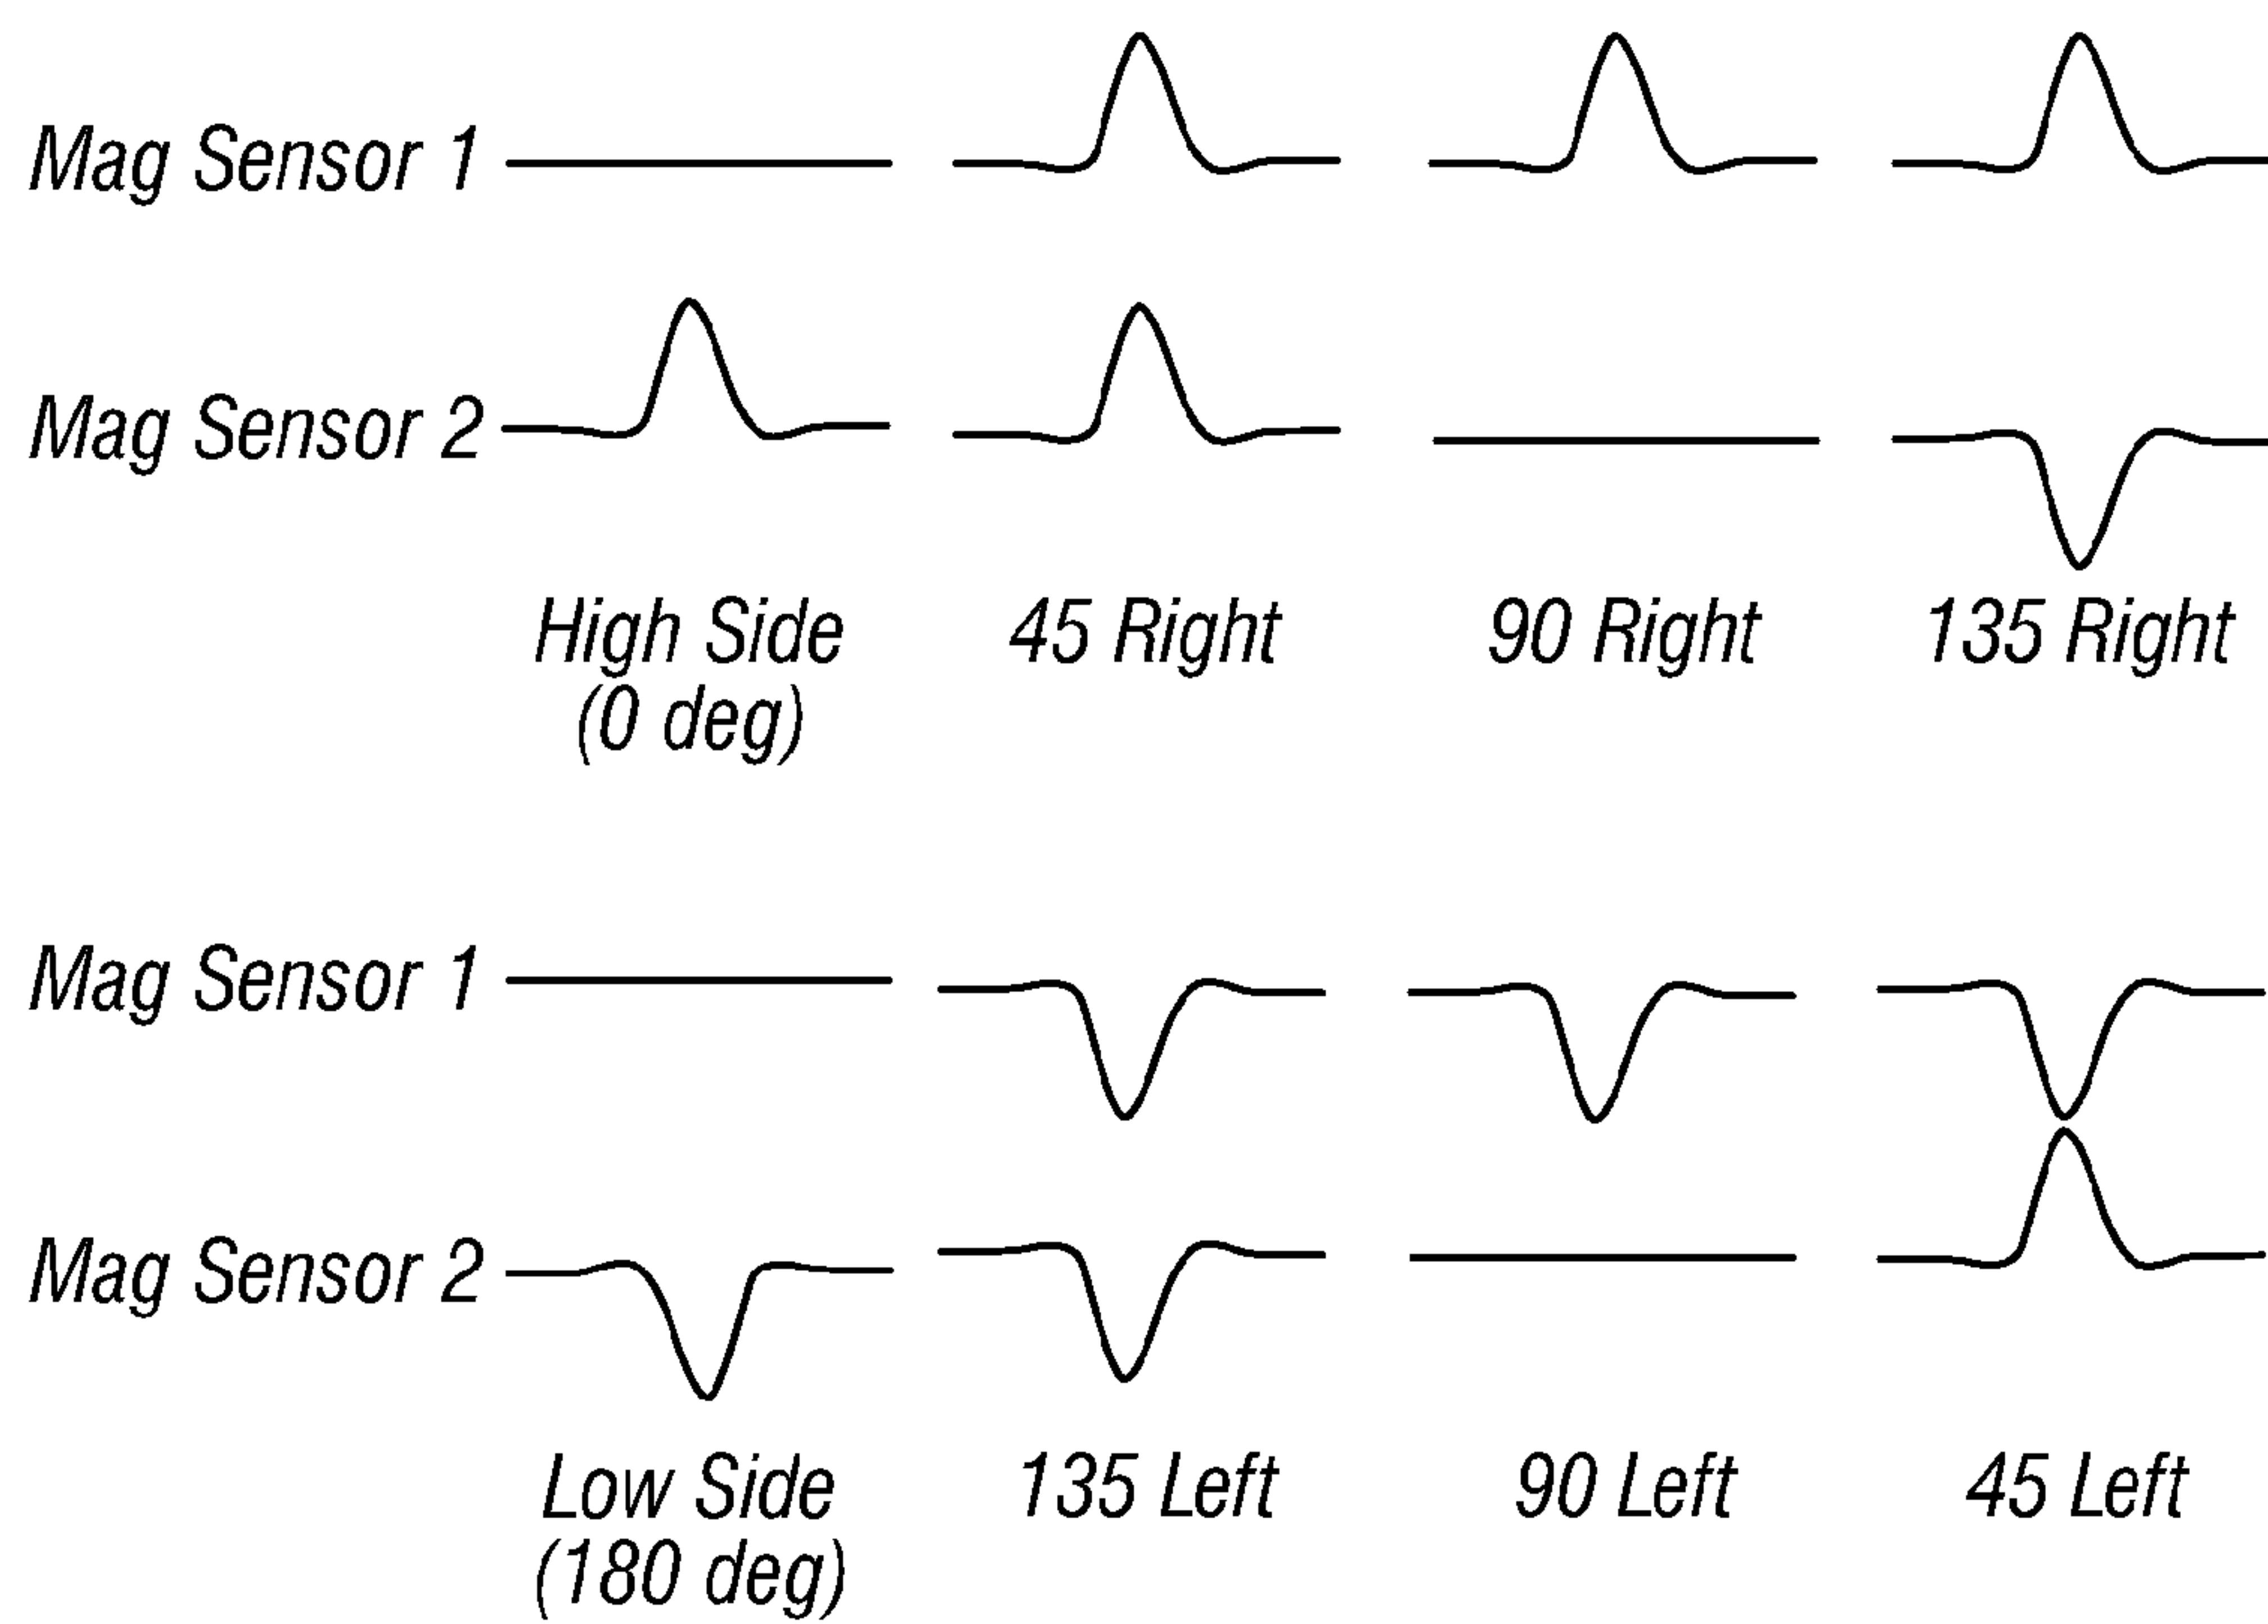 Mag Sensor 1
Mag Sensor 2
High Side 45 Right 90 Right 135 Right
(0 deg)
Mag Sensor 1
Mag Sensor 2
Low Side 135 Left 90 Left 45 Left
(180 deg)